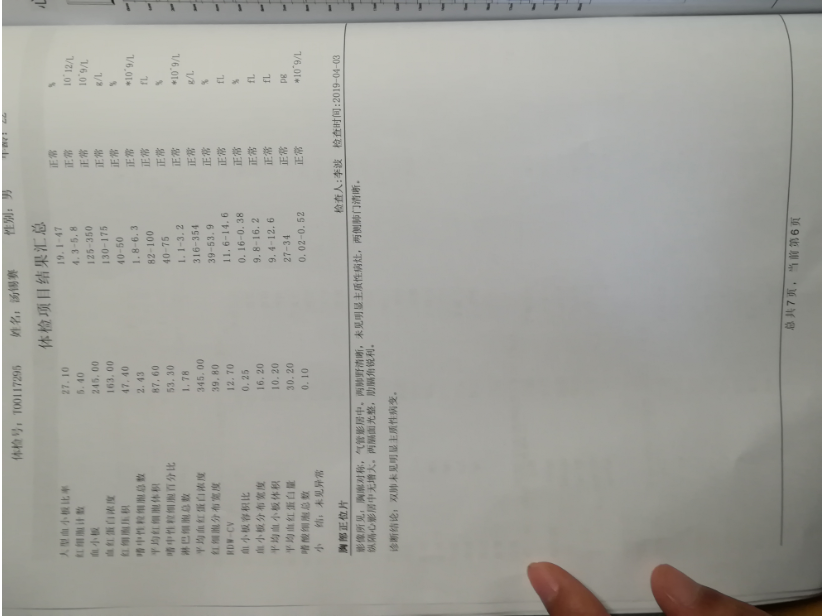 体检号：T00117295 姓名：汤锡赛 性别：男
体检项目结果汇总
大型血小板比率 27.10 19.1-47 正常 %
红细胞计数 5.40 4.3-5.8 正常 10^12/L
血小板 245.00 125-350 正常 10^9/L
血红蛋白浓度 163.00 130-175 正常 g/L
红细胞压积 47.40 40-50 正常 %
嗜中性粒细胞总数 2.43 1.8-6.3 正常 *10^9/L
平均红细胞体积 87.60 82-100 正常 fL
嗜中性粒细胞百分比 53.30 40-75 正常 %
淋巴细胞总数 1.78 1.1-3.2 正常 *10^9/L
平均血红蛋白浓度 345.00 316-354 正常 g/L
红细胞分布宽度 39.80 39-53.9 正常 %
RDW-CV 12.70 11.6-14.6 正常 fL
血小板容积比 0.25 0.16-0.38 正常 %
血小板分布宽度 16.20 9.8-16.2 正常 fL
平均血小板体积 10.20 9.4-12.6 正常 fL
平均血红蛋白量 30.20 27-34 正常 pg
嗜酸细胞总数 0.10 0.02-0.52 正常 *10^9/L
小 结：未见异常
检查人：李波 检查时间：2019-04-03
胸部正位片
影像所见：胸廓对称，气管影居中，两肺野清晰，未见明显主质性病灶，两侧肺门清晰，
纵隔心影居中无增大，两膈面光整，肋膈角锐利。
诊断结论：双肺未见明显主质性病变。
总共7页，当前第6页